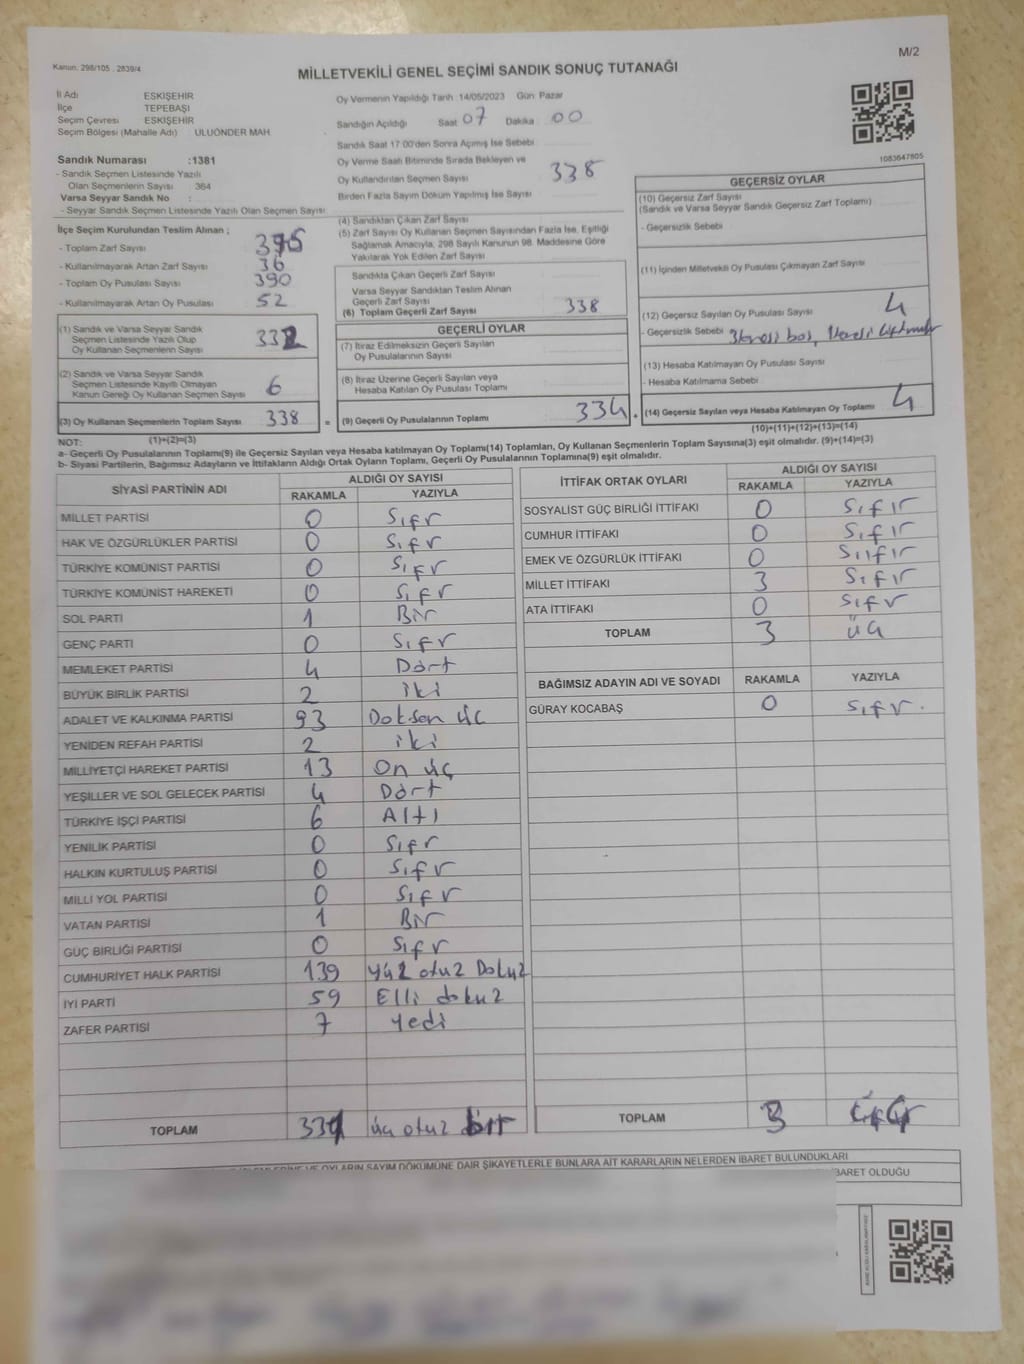 M/2
Kanun. 298/105 . 2839/4
MİLLETVEKİLİ GENEL SEÇİMİ SANDIK SONUÇ TUTANAĞI
İl Adı ESKİŞEHİR
İlçe TEPEBAŞI
Seçim Çevresi ESKİŞEHİR
Seçim Bölgesi (Mahalle Adı) ULUÖNDER MAH
Sandık Numarası :1381
- Sandık Seçmen Listesinde Yazılı
Olan Seçmenlerin Sayısı 364
Varsa Seyyar Sandık No :
- Seyyar Sandık Seçmen Listesinde Yazılı Olan Seçmen Sayısı
Oy Vermenin Yapıldığı Tarih :14/05/2023 Gün: Pazar
Sandığın Açıldığı Saat 07 Dakika 00
Sandık Saat 17:00'den Sonra Açılmış İse Sebebi
Oy Verme Saati Bitiminde Sırada Bekleyen ve
Oy Kullandırılan Seçmen Sayısı 338
Birden Fazla Sayım Döküm Yapılmış İse Sayısı
1083647805
İlçe Seçim Kurulundan Teslim Alınan ;
- Toplam Zarf Sayısı 395
- Kullanılmayarak Artan Zarf Sayısı 36
- Toplam Oy Pusulası Sayısı 390
- Kullanılmayarak Artan Oy Pusulası 52
(1) Sandık ve Varsa Seyyar Sandık
Seçmen Listesinde Yazılı Olup
Oy Kullanan Seçmenlerin Sayısı 332
(2) Sandık ve Varsa Seyyar Sandık
Seçmen Listesinde Kayıtlı Olmayan
Kanun Gereği Oy Kullanan Seçmen Sayısı 6
(3) Oy Kullanan Seçmenlerin Toplam Sayısı 338
(1)+(2)=(3)
(4) Sandıktan Çıkan Zarf Sayısı
(5) Zarf Sayısı Oy Kullanan Seçmen Sayısından Fazla İse, Eşitliği
Sağlamak Amacıyla, 298 Sayılı Kanunun 98. Maddesine Göre
Yakılarak Yok Edilen Zarf Sayısı
Sandıkta Çıkan Geçerli Zarf Sayısı
Varsa Seyyar Sandıktan Teslim Alınan
Geçerli Zarf Sayısı
(6) Toplam Geçerli Zarf Sayısı 338
GEÇERLİ OYLAR
(7) İtiraz Edilmeksizin Geçerli Sayılan
Oy Pusulalarının Sayısı
(8) İtiraz Üzerine Geçerli Sayılan veya
Hesaba Katılan Oy Pusulası Toplamı
= (9) Geçerli Oy Pusulalarının Toplamı 334
GEÇERSİZ OYLAR
(10) Geçersiz Zarf Sayısı
(Sandık ve Varsa Seyyar Sandık Geçersiz Zarf Toplamı)
- Geçersizlik Sebebi
(11) İçinden Milletvekili Oy Pusulası Çıkmayan Zarf Sayısı
(12) Geçersiz Sayılan Oy Pusulası Sayısı 4
- Geçersizlik Sebebi
(13) Hesaba Katılmayan Oy Pusulası Sayısı
- Hesaba Katılmama Sebebi
+ (14) Geçersiz Sayılan veya Hesaba Katılmayan Oy Toplamı 4
(10)+(11)+(12)+(13)=(14)
NOT:
a- Geçerli Oy Pusulalarının Toplamı(9) ile Geçersiz Sayılan veya Hesaba katılmayan Oy Toplamı(14) Toplamları, Oy Kullanan Seçmenlerin Toplam Sayısına(3) eşit olmalıdır. (9)+(14)=(3)
b- Siyasi Partilerin, Bağımsız Adayların ve İttifakların Aldığı Ortak Oyların Toplamı, Geçerli Oy Pusulalarının Toplamına(9) eşit olmalıdır.
SİYASİ PARTİNİN ADI ALDIĞI OY SAYISI
RAKAMLA YAZIYLA
MİLLET PARTİSİ 0 Sıfr
HAK VE ÖZGÜRLÜKLER PARTİSİ 0 Sıfr
TÜRKİYE KOMÜNİST PARTİSİ 0 Sıfr
TÜRKİYE KOMÜNİST HAREKETİ 0 Sıfr
SOL PARTİ 1 Bir
GENÇ PARTİ 0 Sıfr
MEMLEKET PARTİSİ 4 Dört
BÜYÜK BİRLİK PARTİSİ 2 iki
ADALET VE KALKINMA PARTİSİ 93 Doksan üç
YENİDEN REFAH PARTİSİ 2 iki
MİLLİYETÇİ HAREKET PARTİSİ 13 On üç
YEŞİLLER VE SOL GELECEK PARTİSİ 4 Dört
TÜRKİYE İŞÇİ PARTİSİ 6 Altı
YENİLİK PARTİSİ 0 Sıfr
HALKIN KURTULUŞ PARTİSİ 0 Sıfr
MİLLİ YOL PARTİSİ 0 Sıfr
VATAN PARTİSİ 1 Bir
GÜÇ BİRLİĞİ PARTİSİ 0 Sıfr
CUMHURİYET HALK PARTİSİ 139 Yüz otuz Dokuz
İYİ PARTİ 59 Elli dokuz
ZAFER PARTİSİ 7 Yedi
TOPLAM 331 üç otuz bir
İTTİFAK ORTAK OYLARI ALDIĞI OY SAYISI
RAKAMLA YAZIYLA
SOSYALİST GÜÇ BİRLİĞİ İTTİFAKI 0 Sıfır
CUMHUR İTTİFAKI 0 Sıfır
EMEK VE ÖZGÜRLÜK İTTİFAKI 0 Sııfır
MİLLET İTTİFAKI 3 Sıfır
ATA İTTİFAKI 0 Sıfır
TOPLAM 3 üç
BAĞIMSIZ ADAYIN ADI VE SOYADI RAKAMLA YAZIYLA
GÜRAY KOCABAŞ 0 Sıfr.
TOPLAM 3
OYLARIN SAYIM DÖKÜMÜNE DAİR ŞİKAYETLERLE BUNLARA AİT KARARLARIN NELERDEN İBARET BULUNDUKLARI
İBARET OLDUĞU